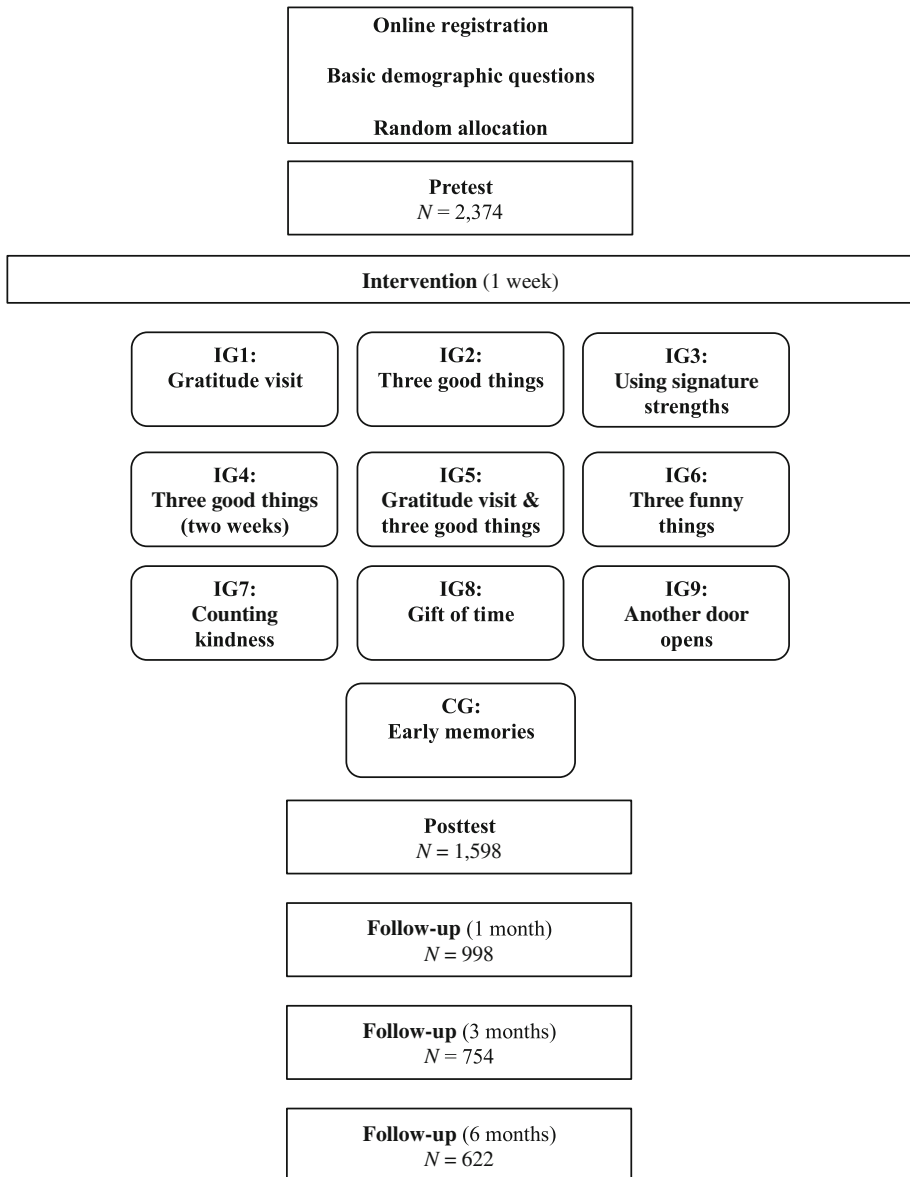 Online registration
Basic demographic questions
Random allocation
Pretest
N = 2,374
Intervention (1 week)
IG1:
Gratitude visit
IG2:
Three good things
IG3:
Using signature
strengths
IG4:
Three good things
(two weeks)
IG5:
Gratitude visit &
three good things
IG6:
Three funny
things
IG7:
Counting
kindness
IG8:
Gift of time
IG9:
Another door
opens
CG:
Early memories
Posttest
N = 1,598
Follow-up (1 month)
N = 998
Follow-up (3 months)
N = 754
Follow-up (6 months)
N = 622